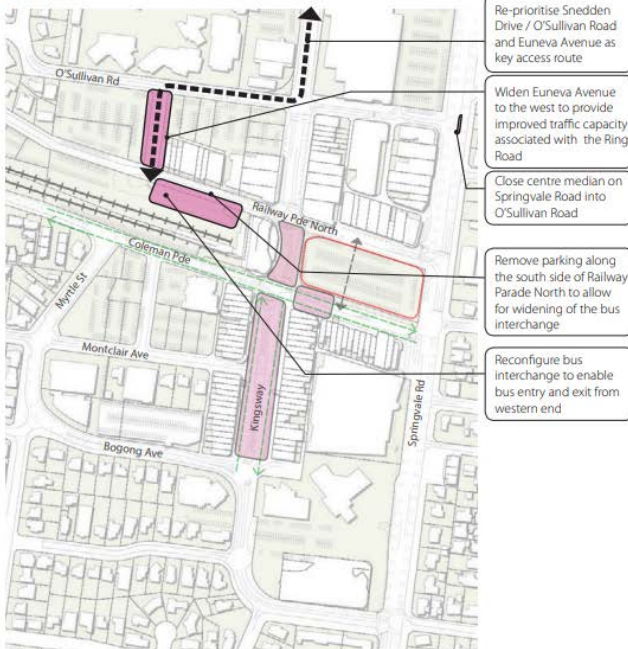 Re-prioritise Snedden
Drive / O'Sullivan Road
and Euneva Avenue as
key access route
Widen Euneva Avenue
to the west to provide
improved traffic capacity
associated with the Ring
Road
Close centre median on
Springvale Road into
O'Sullivan Road
Remove parking along
the south side of Railway
Parade North to allow
for widening of the bus
interchange
Reconfigure bus
interchange to enable
bus entry and exit from
western end
O'Sullivan Rd
Railway Pde North
Coleman Pde
Myrtle St
Montclair Ave
Kingsway
Springvale Rd
Bogong Ave